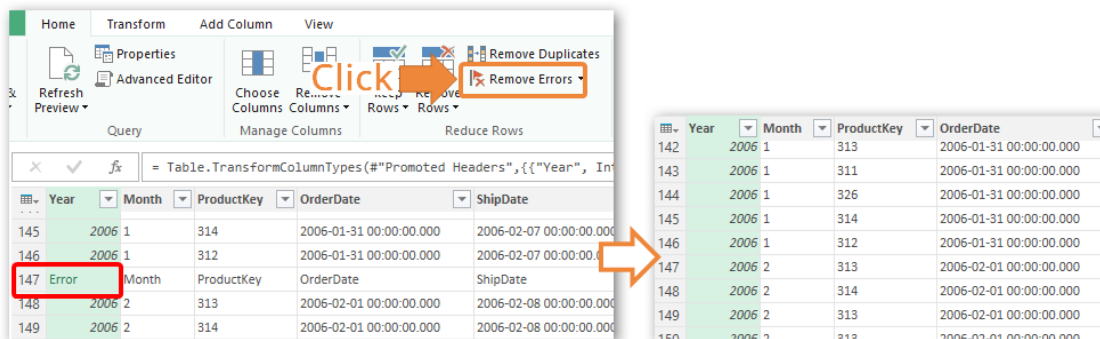 Home Transform Add Column View
Properties
Advanced Editor
Refresh
Preview
Choose
Columns
Remove
Columns
Click
Keep
Rows
Remove
Rows
Remove Duplicates
Remove Errors
Query Manage Columns Reduce Rows
fx = Table.TransformColumnTypes(#"Promoted Headers",{{"Year", Int
Year Month ProductKey OrderDate ShipDate
145 2006 1 314 2006-01-31 00:00:00.000 2006-02-07 00:00:00.000
146 2006 1 312 2006-01-31 00:00:00.000 2006-02-07 00:00:00.0
147 Error Month ProductKey OrderDate ShipDate
148 2006 2 313 2006-02-01 00:00:00.000 2006-02-08 00:00:00.000
149 2006 2 314 2006-02-01 00:00:00.000 2006-02-08 00:00:00.000
Year Month ProductKey OrderDate
142 2006 1 313 2006-01-31 00:00:00.000
143 2006 1 311 2006-01-31 00:00:00.000
144 2006 1 326 2006-01-31 00:00:00.000
145 2006 1 314 2006-01-31 00:00:00.000
146 2006 1 312 2006-01-31 00:00:00.000
147 2006 2 313 2006-02-01 00:00:00.000
148 2006 2 314 2006-02-01 00:00:00.000
149 2006 2 313 2006-02-01 00:00:00.000
150 2006 2 313 2006-02-01 00:00:00.000